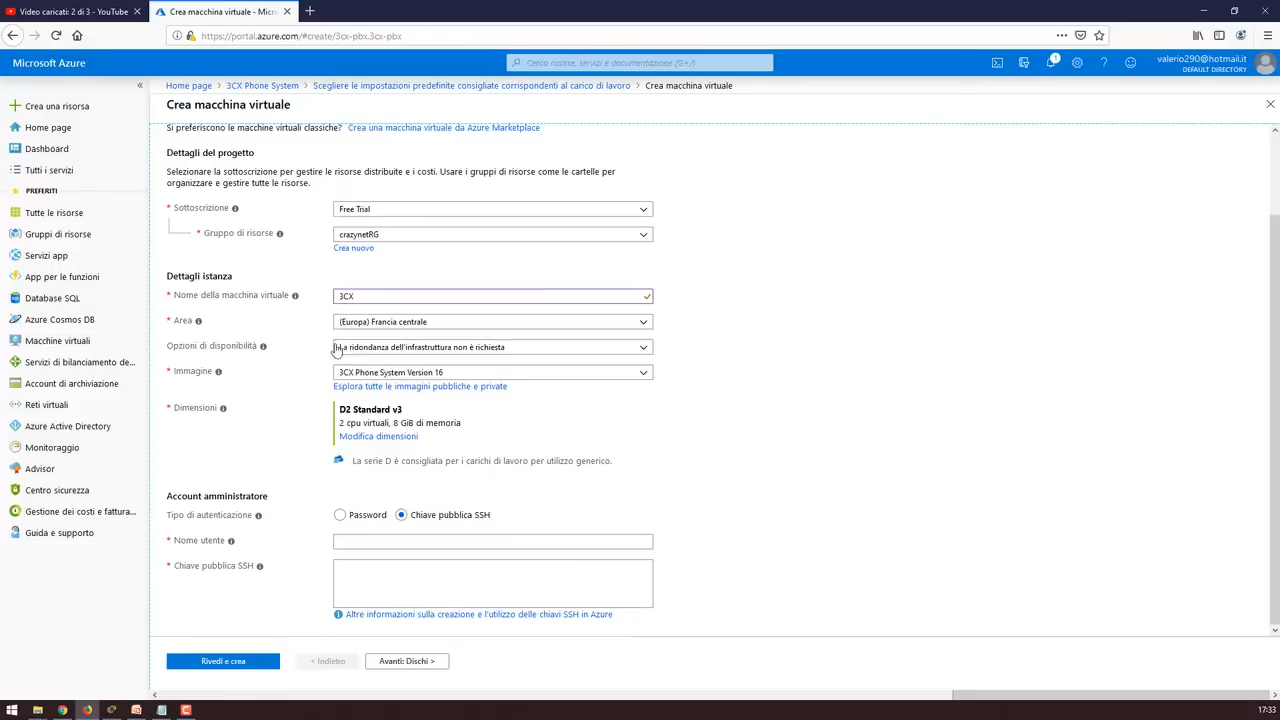 Video caricati: 2 di 3 - YouTube
Crea macchina virtuale - Micro
https://portal.azure.com/#create/3cx-pbx.3cx-pbx
Microsoft Azure
Cerca risorse, servizi e documentazione (G+/)
1
valerio290@hotmail.it
DEFAULT DIRECTORY
Home page > 3CX Phone System > Scegliere le impostazioni predefinite consigliate corrispondenti al carico di lavoro > Crea macchina virtuale
Crea macchina virtuale
Crea una risorsa
Home page
Dashboard
Tutti i servizi
PREFERITI
Tutte le risorse
Gruppi di risorse
Servizi app
App per le funzioni
Database SQL
Azure Cosmos DB
Macchine virtuali
Servizi di bilanciamento de...
Account di archiviazione
Reti virtuali
Azure Active Directory
Monitoraggio
Advisor
Centro sicurezza
Gestione dei costi e fattura...
Guida e supporto
Si preferiscono le macchine virtuali classiche? Crea una macchina virtuale da Azure Marketplace
Dettagli del progetto
Selezionare la sottoscrizione per gestire le risorse distribuite e i costi. Usare i gruppi di risorse come le cartelle per
organizzare e gestire tutte le risorse.
* Sottoscrizione Free Trial
* Gruppo di risorse crazynetRG
Crea nuovo
Dettagli istanza
* Nome della macchina virtuale 3CX
* Area (Europa) Francia centrale
Opzioni di disponibilità La ridondanza dell'infrastruttura non è richiesta
* Immagine 3CX Phone System Version 16
Esplora tutte le immagini pubbliche e private
* Dimensioni D2 Standard v3
2 cpu virtuali, 8 GiB di memoria
Modifica dimensioni
La serie D è consigliata per i carichi di lavoro per utilizzo generico.
Account amministratore
Tipo di autenticazione Password Chiave pubblica SSH
* Nome utente
* Chiave pubblica SSH
Altre informazioni sulla creazione e l'utilizzo delle chiavi SSH in Azure
Rivedi e crea < Indietro Avanti: Dischi >
17:33